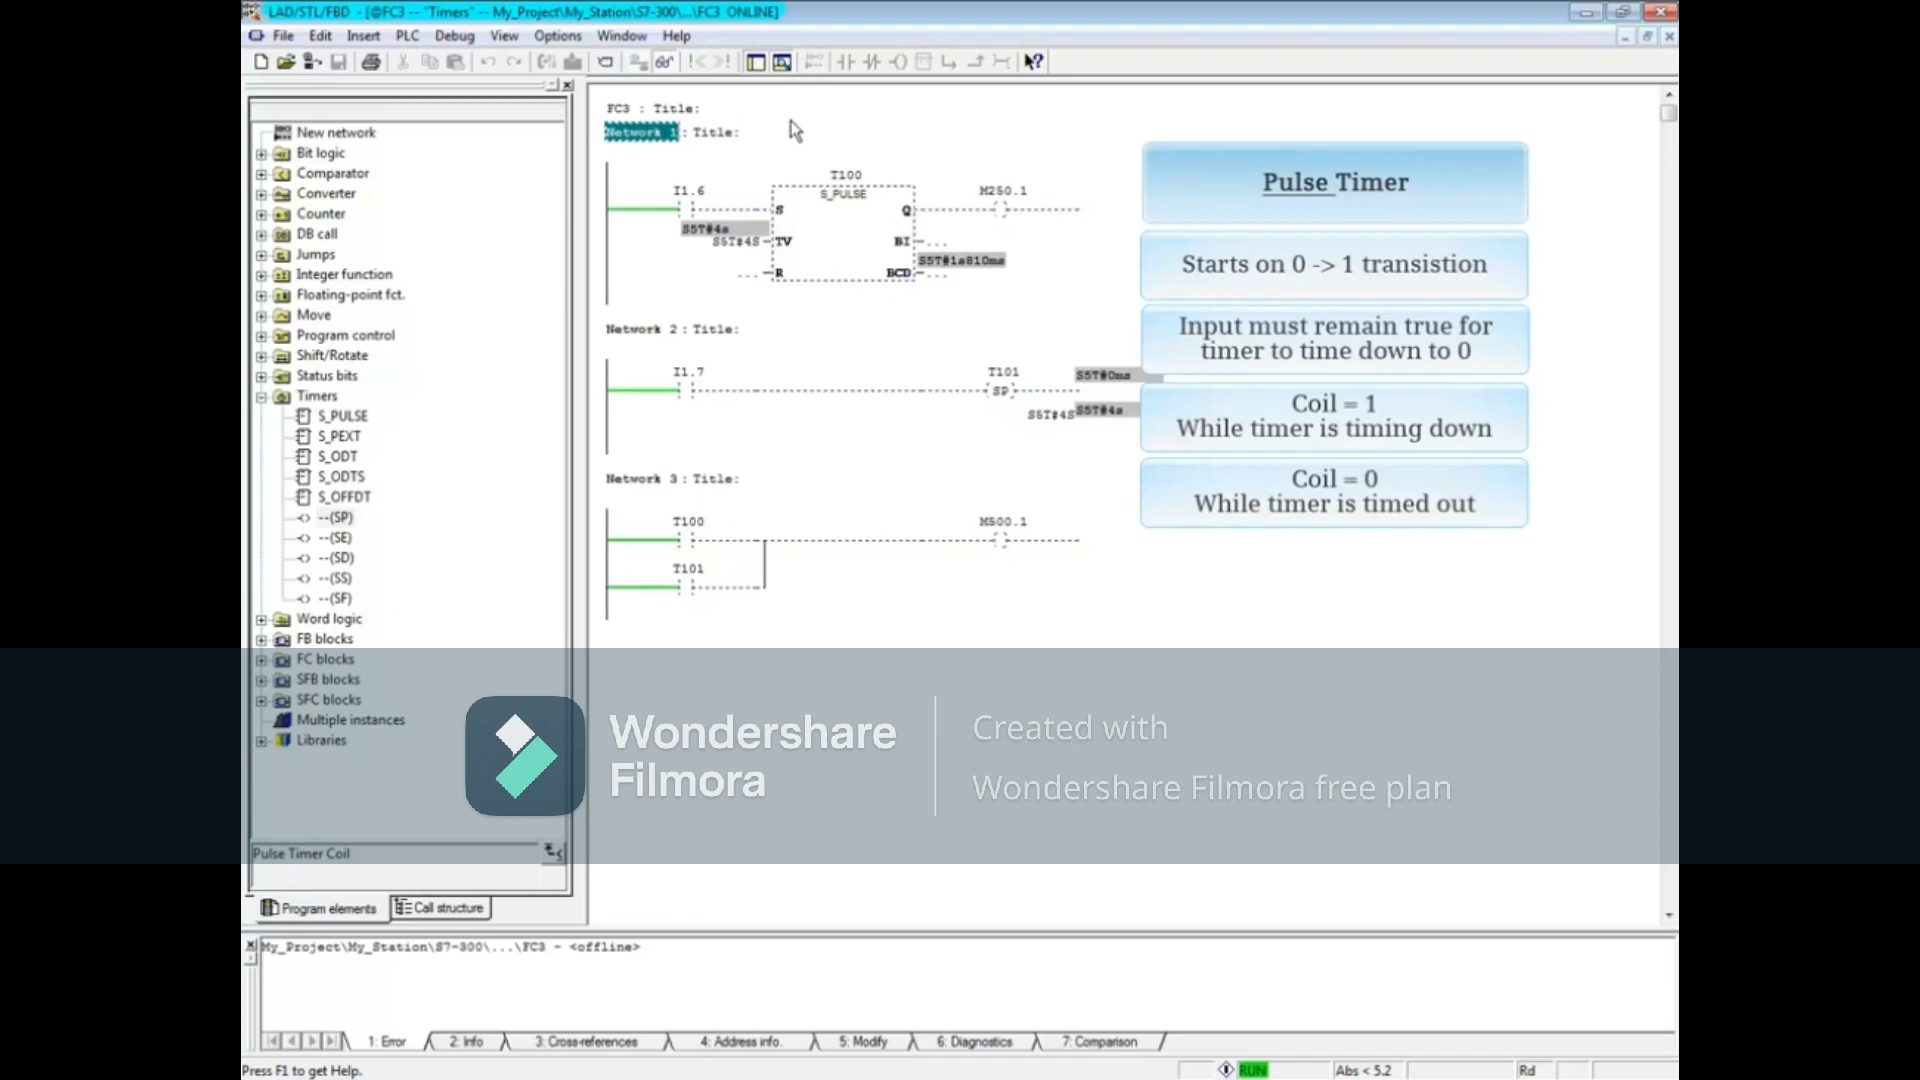 LAD/STL/FBD - [@FC3 -- "Timers" -- My_Project\My_Station\S7-300\...\FC3 ONLINE]
File Edit Insert PLC Debug View Options Window Help
New network
Bit logic
Comparator
Converter
Counter
DB call
Jumps
Integer function
Floating-point fct.
Move
Program control
Shift/Rotate
Status bits
Timers
S_PULSE
S_PEXT
S_ODT
S_ODTS
S_OFFDT
--(SP)
--(SE)
--(SD)
--(SS)
--(SF)
Word logic
FB blocks
FC blocks
SFB blocks
SFC blocks
Multiple instances
Libraries
Pulse Timer Coil
Program elements Call structure
FC3 : Title:
Network 1: Title:
T100
I1.6 S_PULSE M250.1
S Q
S5T#4s
S5T#4S TV BI ...
S5T#1s810ms
... R BCD ...
Network 2: Title:
I1.7 T101 S5T#0ms
SP
S5T#4S S5T#4s
Network 3: Title:
T100 M500.1
T101
Pulse Timer
Starts on 0 -> 1 transistion
Input must remain true for
timer to time down to 0
Coil = 1
While timer is timing down
Coil = 0
While timer is timed out
Wondershare
Filmora
Created with
Wondershare Filmora free plan
My_Project\My_Station\S7-300\...\FC3 - <offline>
1: Error 2: Info 3: Cross-references 4: Address info. 5: Modify 6: Diagnostics 7: Comparison
Press F1 to get Help. RUN Abs < 5.2 Rd